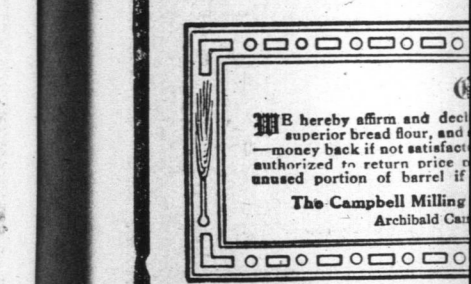 WE hereby affirm and decl
superior bread flour, and
—money back if not satisfact
authorized to return price
unused portion of barrel if
The Campbell Milling
Archibald Ca